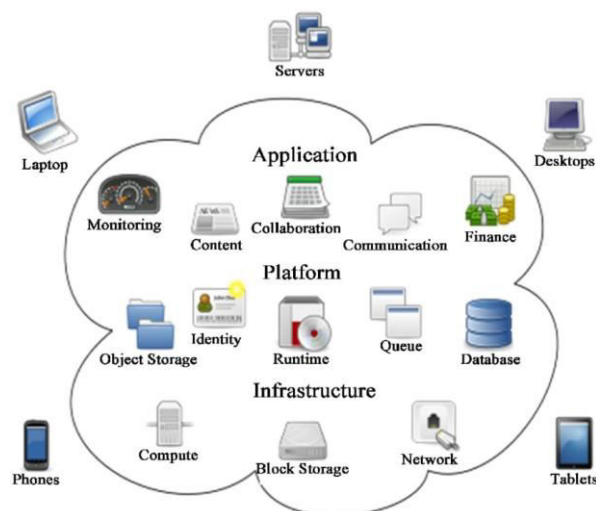 Servers
Laptop
Desktops
Application
Monitoring
Content
Collaboration
Communication
Finance
Platform
Object Storage
Identity
Runtime
Queue
Database
Infrastructure
Phones
Compute
Block Storage
Network
Tablets